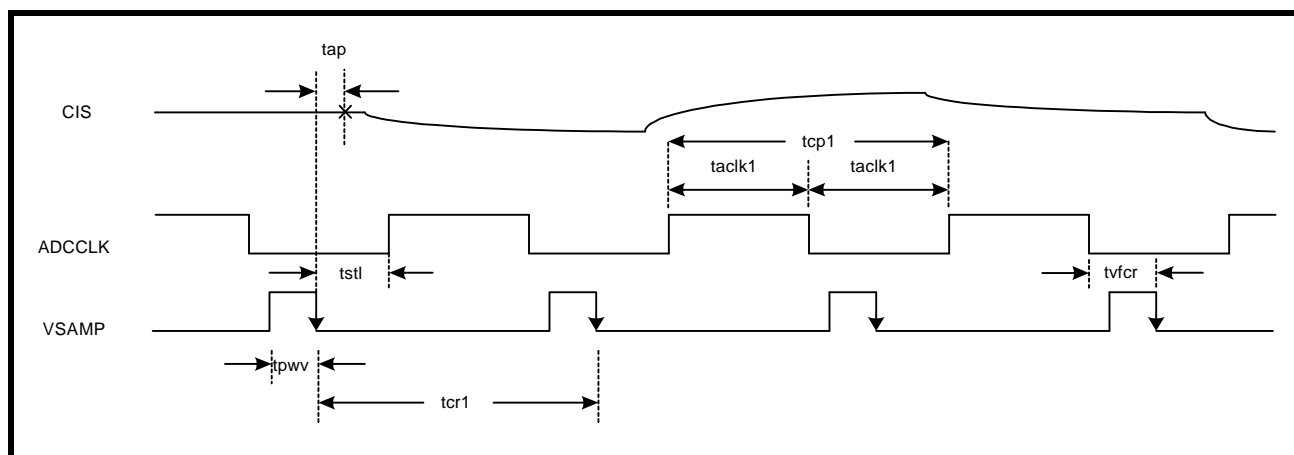 tap
CIS
tcp1
taclk1 taclk1
ADCCLK
tstl tvfcr
VSAMP
tpwv
tcr1